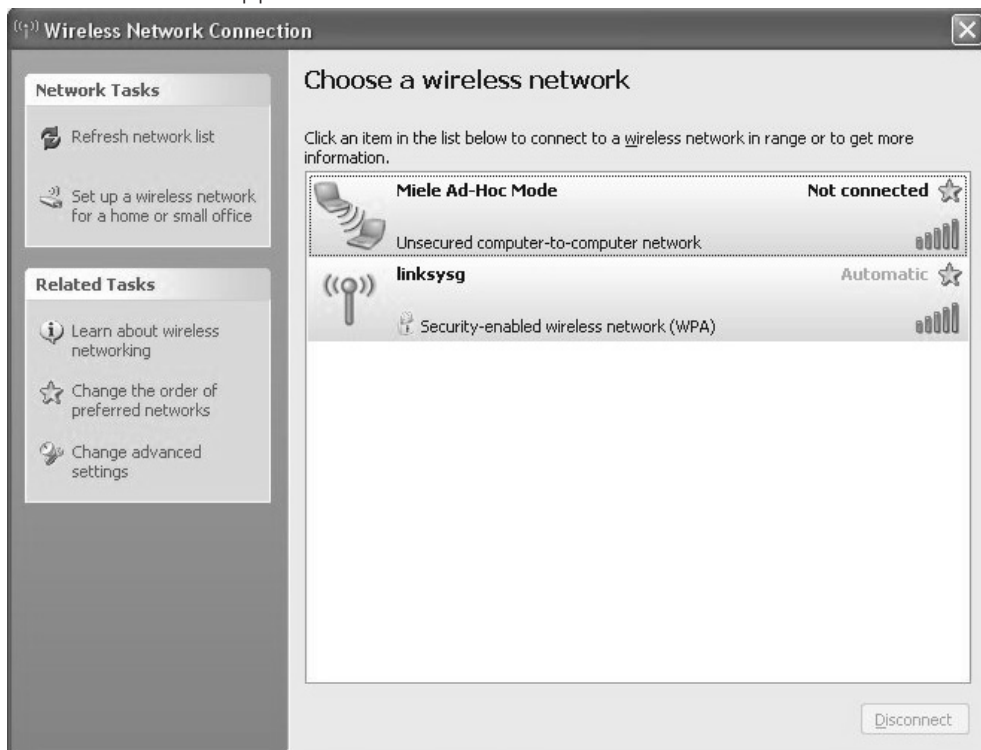 Wireless Network Connection
Network Tasks
Refresh network list
Set up a wireless network
for a home or small office
Related Tasks
Learn about wireless
networking
Change the order of
preferred networks
Change advanced
settings
Choose a wireless network
Click an item in the list below to connect to a wireless network in range or to get more
information.
Miele Ad-Hoc Mode Not connected
Unsecured computer-to-computer network
linksysg Automatic
Security-enabled wireless network (WPA)
Disconnect